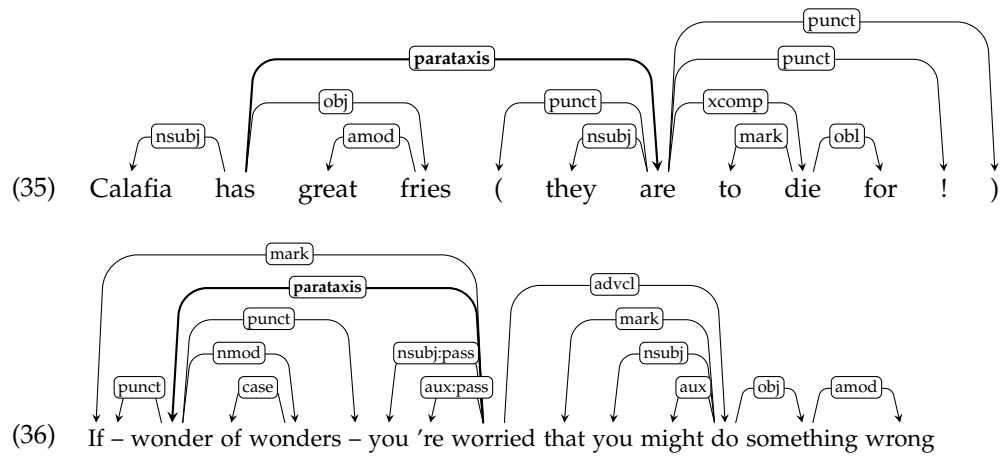 punct
parataxis punct
obj punct xcomp
nsubj amod nsubj mark obl
(35) Calafia has great fries ( they are to die for ! )
mark
parataxis advcl
punct mark
nmod nsubj:pass nsubj
punct case aux:pass aux obj amod
(36) If – wonder of wonders – you 're worried that you might do something wrong